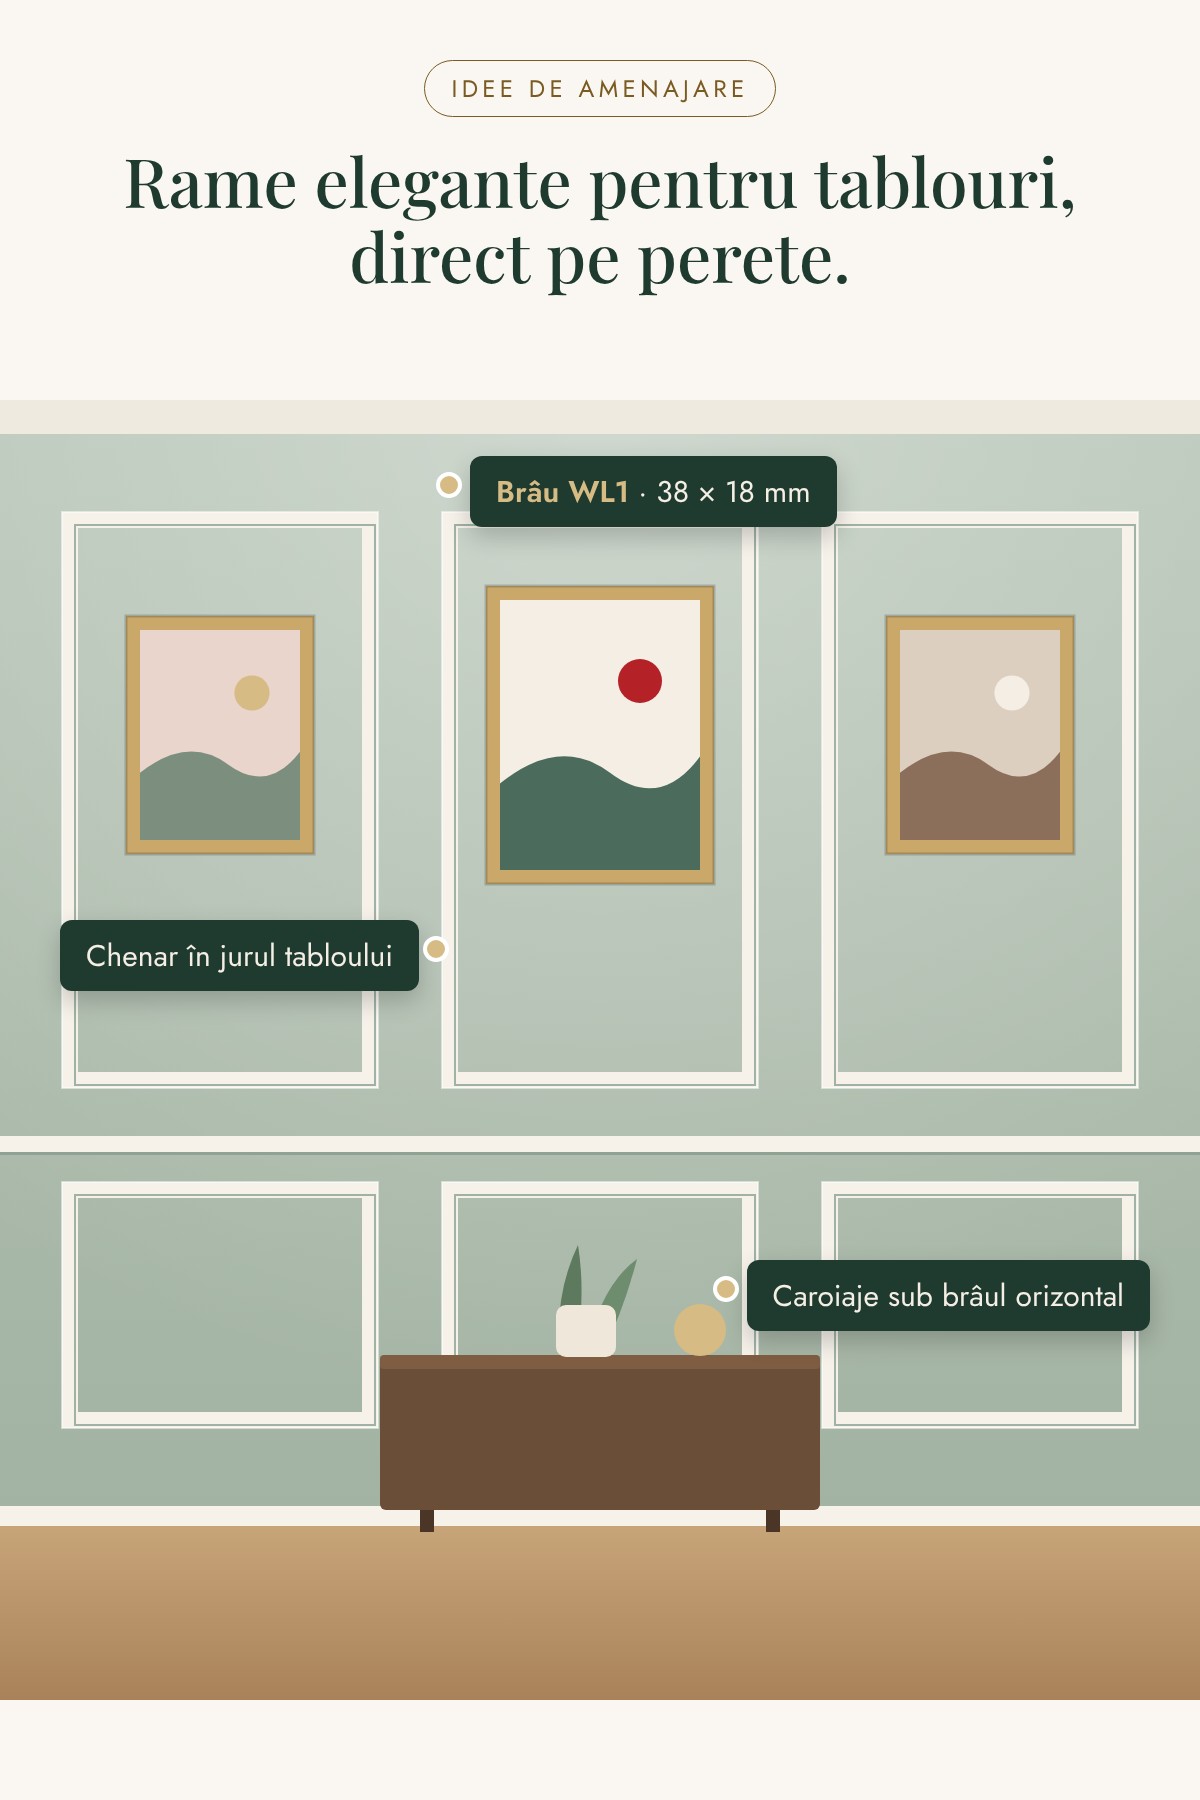 IDEE DE AMENAJARE
Rame elegante pentru tablouri,
direct pe perete.
Brâu WL1 · 38 × 18 mm
Chenar în jurul tabloului
Caroiaje sub brâul orizontal